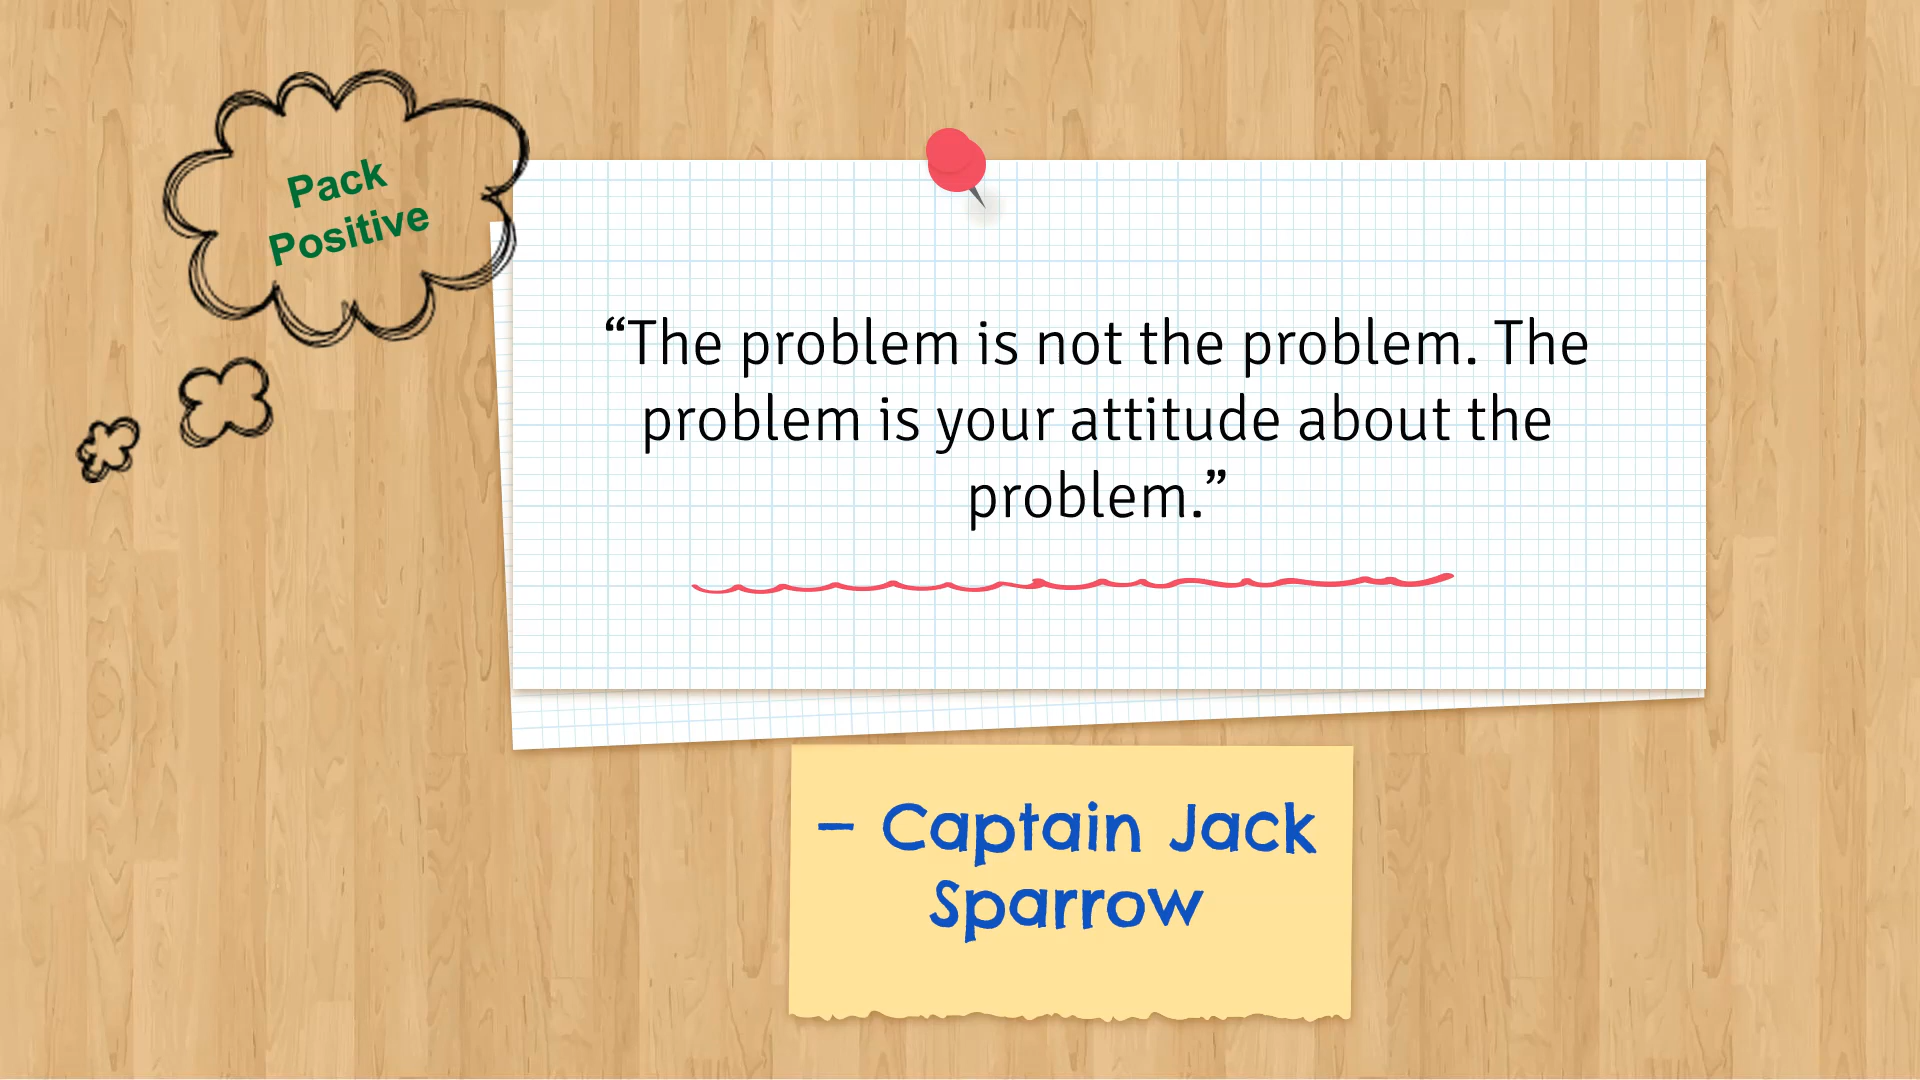 Pack
Positive
“The problem is not the problem. The
problem is your attitude about the
problem.”
– Captain Jack
Sparrow